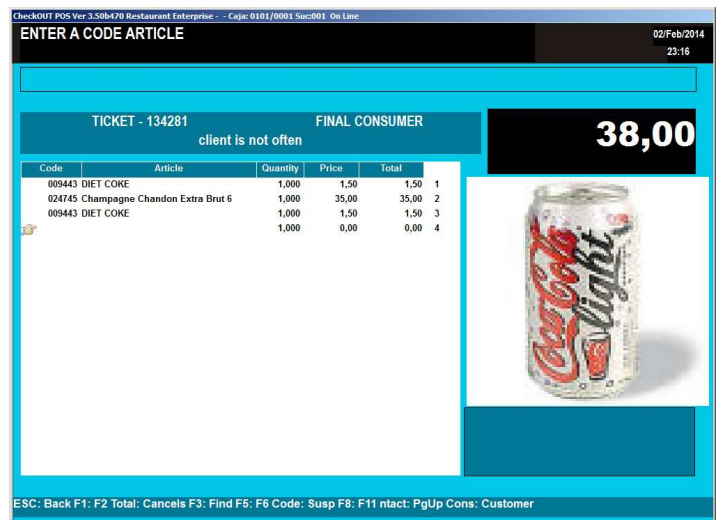 CheckOUT POS Ver 3.50b470 Restaurant Enterprise - - Caja: 0101/0001 Suc:001 On Line
ENTER A CODE ARTICLE
02/Feb/2014
23:16
TICKET - 134281 FINAL CONSUMER
client is not often
38,00
Code Article Quantity Price Total
009443 DIET COKE 1,000 1,50 1,50 1
024745 Champagne Chandon Extra Brut 6 1,000 35,00 35,00 2
009443 DIET COKE 1,000 1,50 1,50 3
1,000 0,00 0,00 4
Coca-Cola
light
ESC: Back F1: F2 Total: Cancels F3: Find F5: F6 Code: Susp F8: F11 ntact: PgUp Cons: Customer